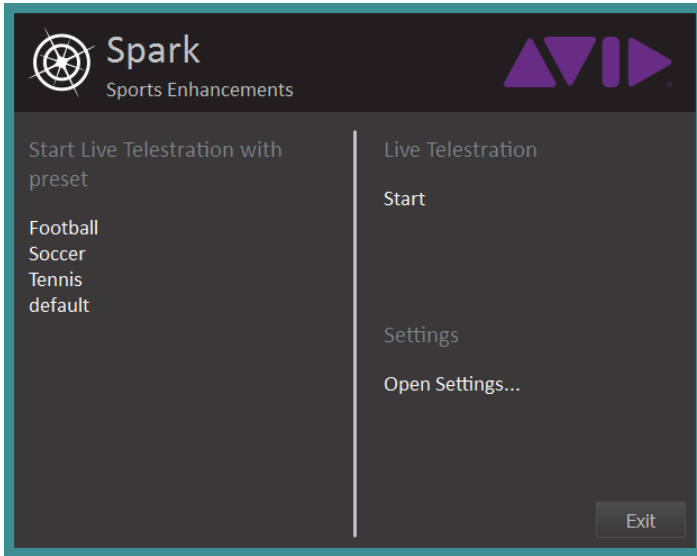 Spark
Sports Enhancements
AVID
Start Live Telestration with
preset
Football
Soccer
Tennis
default
Live Telestration
Start
Settings
Open Settings...
Exit